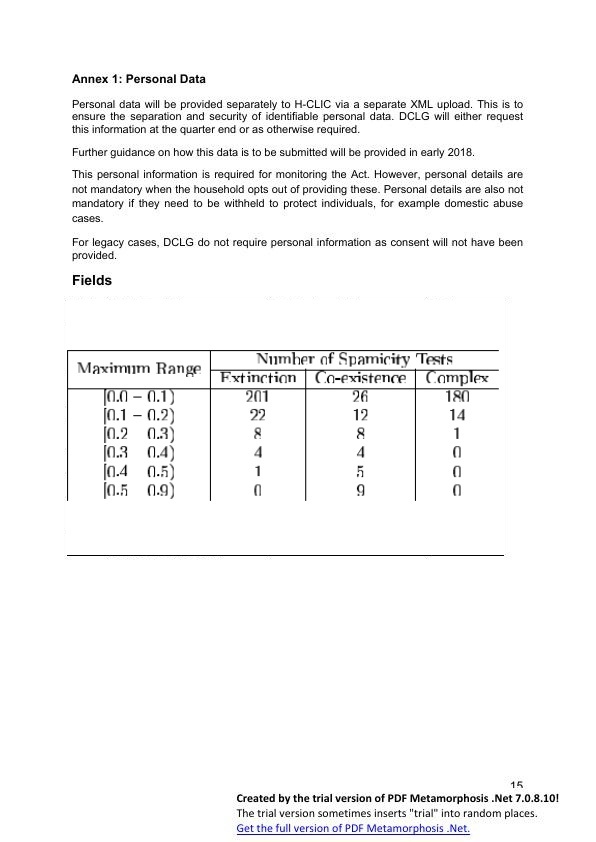 Annex 1: Personal Data
Personal data will be provided separately to H-CLIC via a separate XML upload. This is to
ensure the separation and security of identifiable personal data. DCLG will either request
this information at the quarter end or as otherwise required.
Further guidance on how this data is to be submitted will be provided in early 2018.
This personal information is required for monitoring the Act. However, personal details are
not mandatory when the household opts out of providing these. Personal details are also not
mandatory if they need to be withheld to protect individuals, for example domestic abuse
cases.
For legacy cases, DCLG do not require personal information as consent will not have been
provided.
Fields
Maximum Range Number of Spamicity Tests
Extinction Co-existence Complex
[0.0 – 0.1) 201 26 180
[0.1 – 0.2) 22 12 14
[0.2 0.3) 8 8 1
[0.3 0.4) 4 4 0
[0.4 0.5) 1 5 0
[0.5 0.9) 0 9 0
15
Created by the trial version of PDF Metamorphosis .Net 7.0.8.10!
The trial version sometimes inserts "trial" into random places.
Get the full version of PDF Metamorphosis .Net.